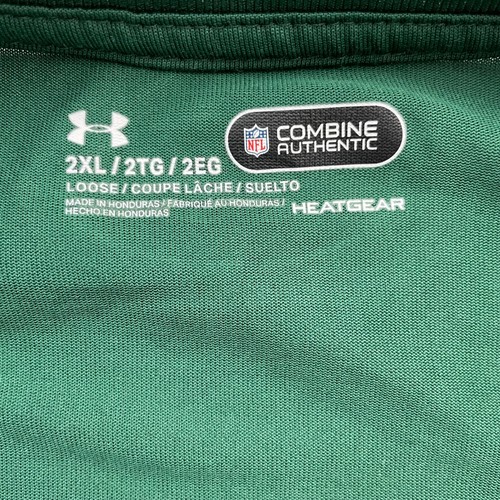 NFL
COMBINE
AUTHENTIC
2XL / 2TG / 2EG
LOOSE / COUPE LÂCHE / SUELTO
MADE IN HONDURAS / FABRIQUÉ AU HONDURAS /
HECHO EN HONDURAS
HEATGEAR